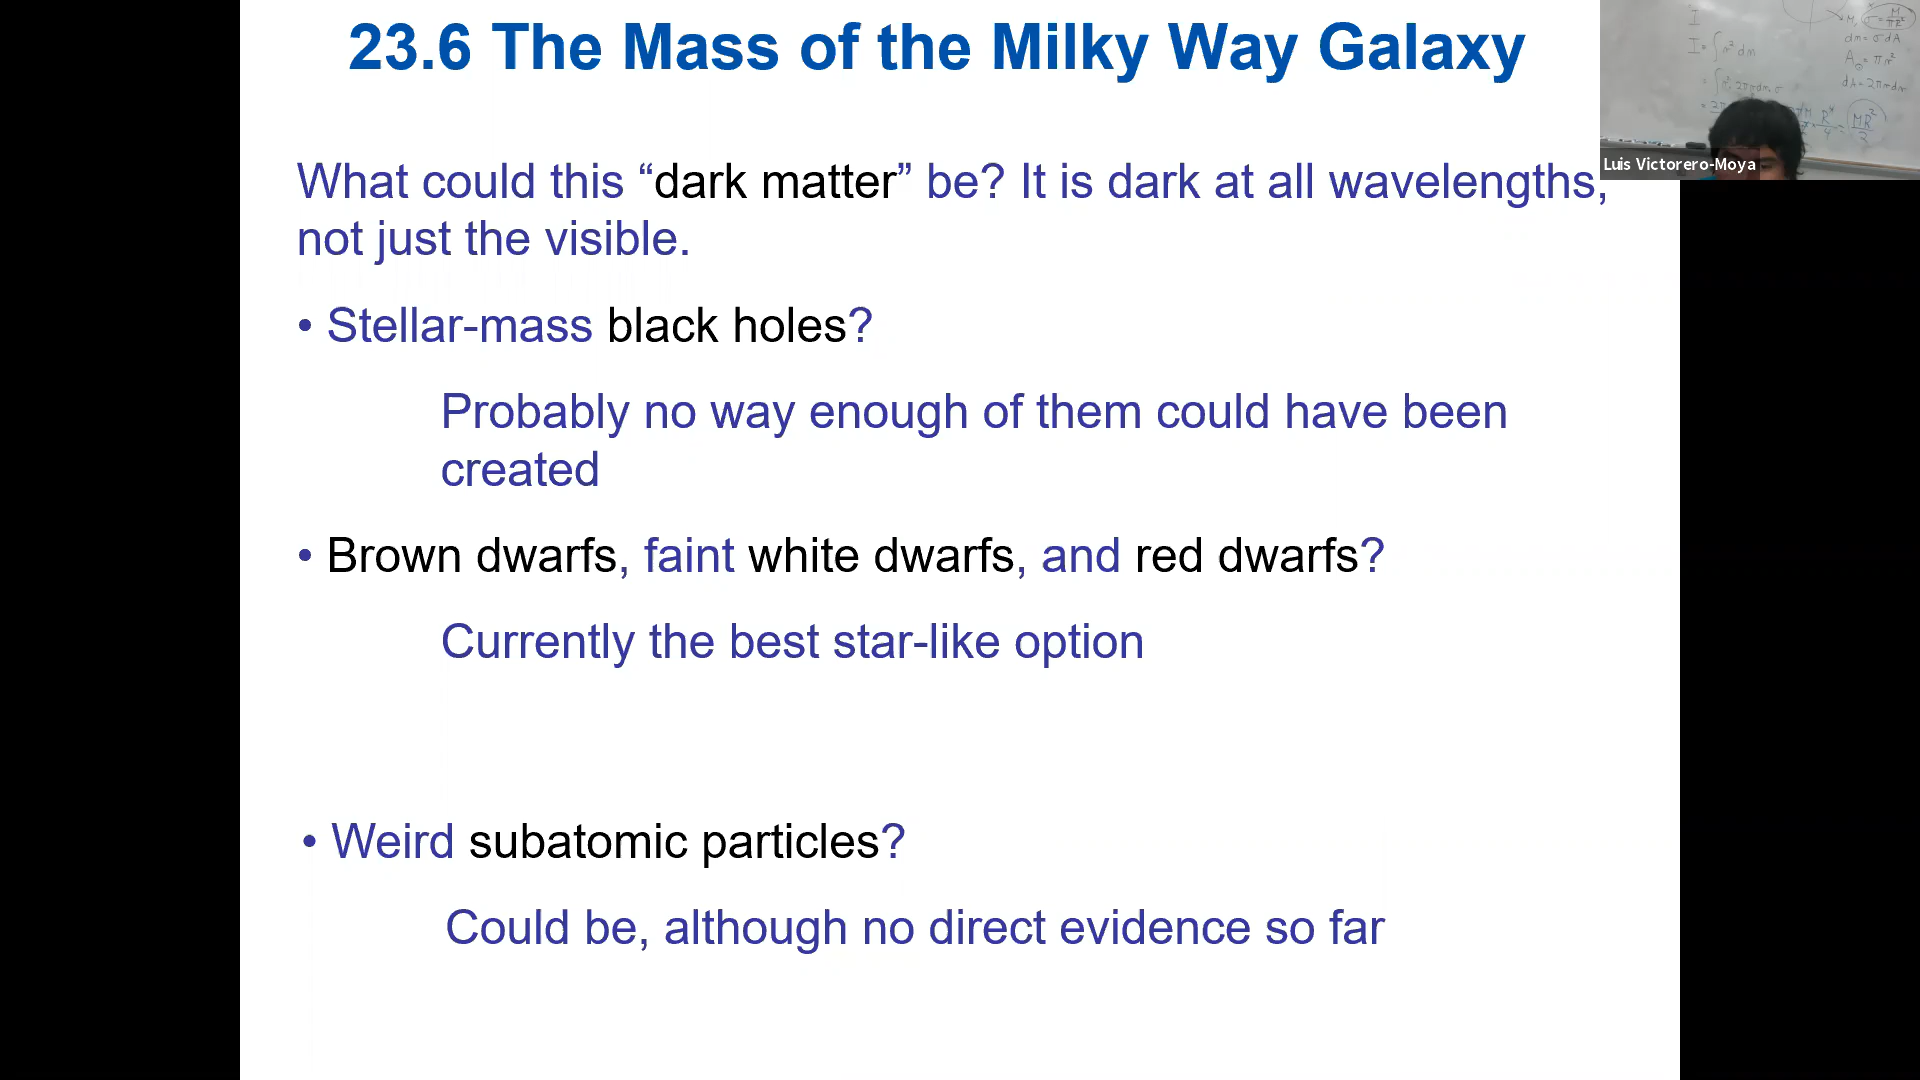 23.6 The Mass of the Milky Way Galaxy
What could this “dark matter” be? It is dark at all wavelengths,
not just the visible.
• Stellar-mass black holes?
Probably no way enough of them could have been
created
• Brown dwarfs, faint white dwarfs, and red dwarfs?
Currently the best star-like option
• Weird subatomic particles?
Could be, although no direct evidence so far
Luis Victorero-Moya